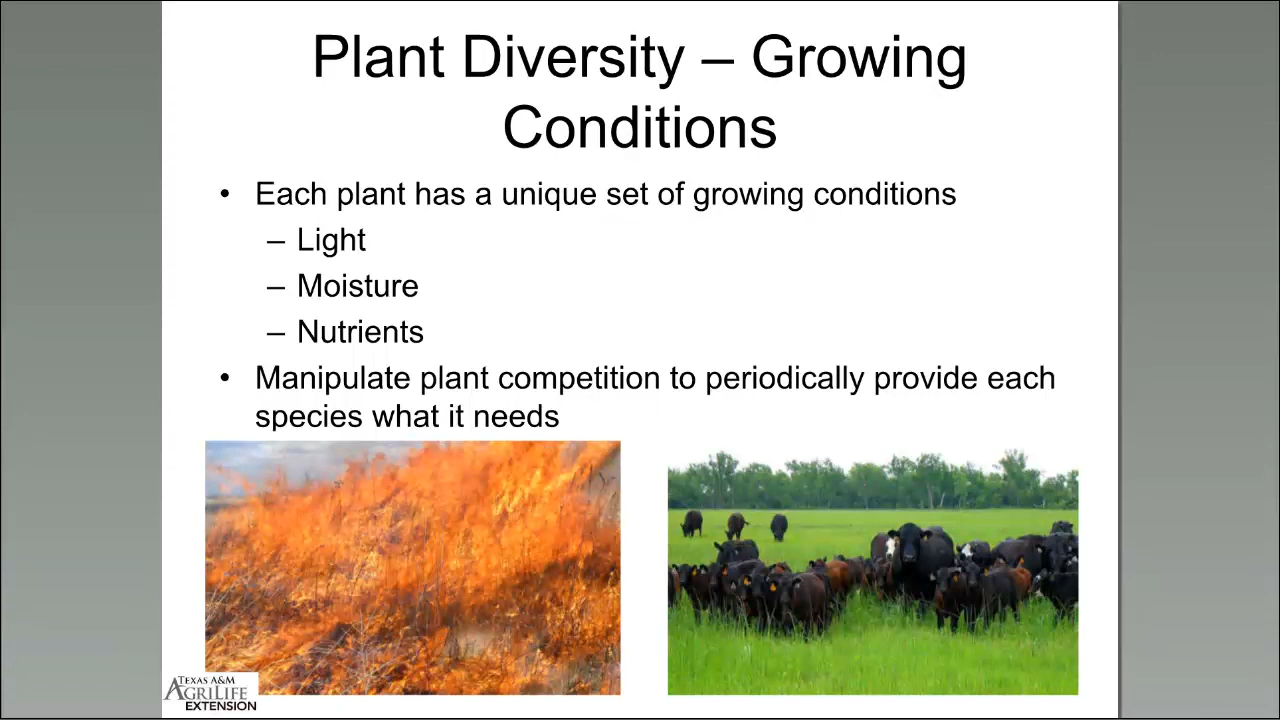 Plant Diversity – Growing
Conditions
• Each plant has a unique set of growing conditions
– Light
– Moisture
– Nutrients
• Manipulate plant competition to periodically provide each
species what it needs
TEXAS A&M
AGRILIFE
EXTENSION